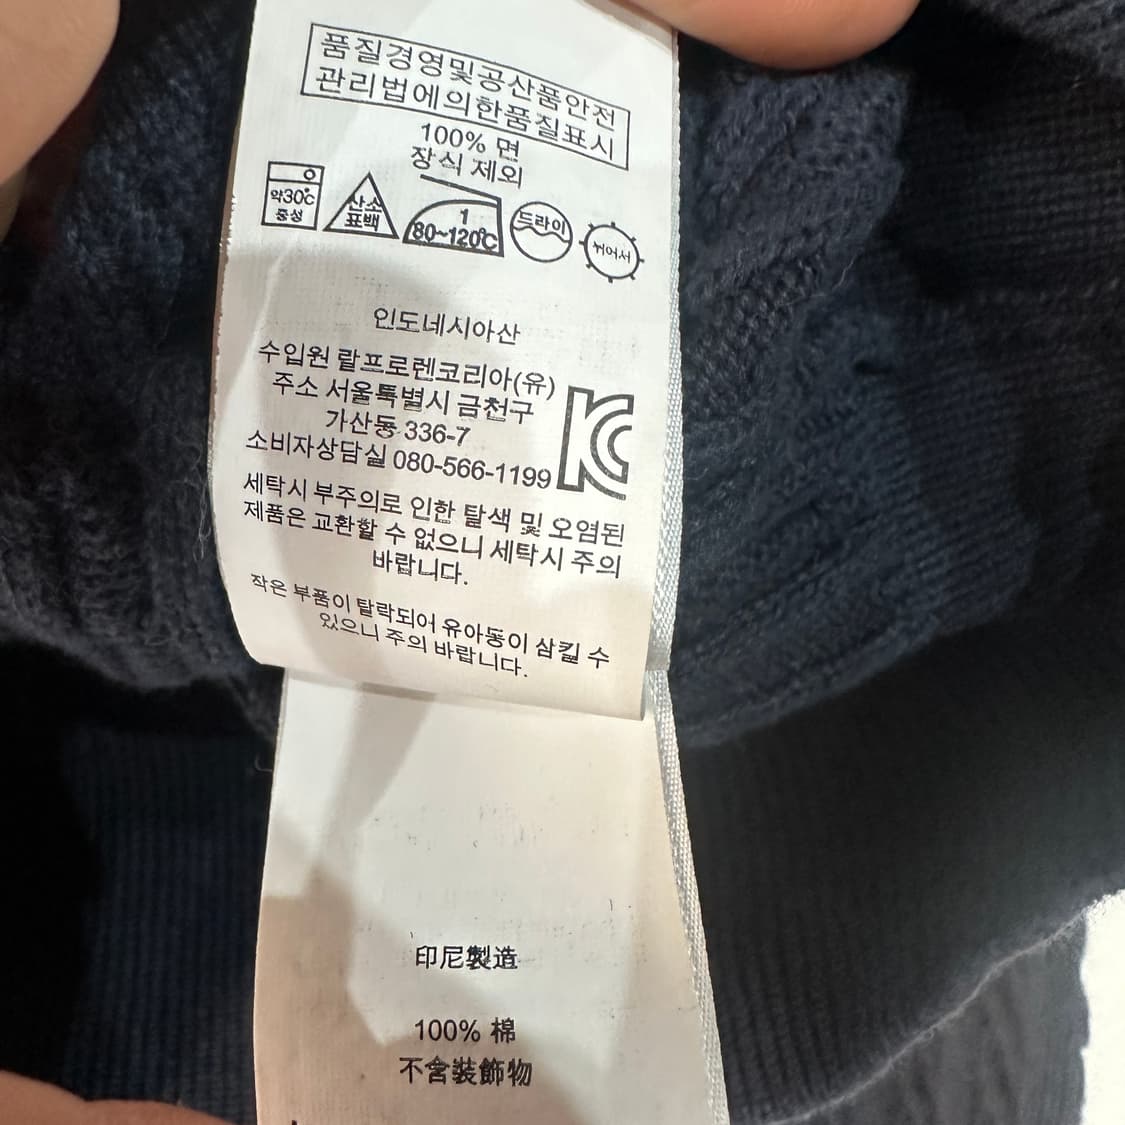 품질경영및공산품안전
관리법에의한품질표시
100% 면
장식 제외
약30℃
중성
산소
표백
1
80~120℃
드라이
뉘어서
인도네시아산
수입원 랄프로렌코리아(유)
주소 서울특별시 금천구
가산동 336-7
소비자상담실 080-566-1199
세탁시 부주의로 인한 탈색 및 오염된
제품은 교환할 수 없으니 세탁시 주의
바랍니다.
작은 부품이 탈락되어 유아동이 삼킬 수
있으니 주의 바랍니다.
印尼製造
100% 棉
不含裝飾物